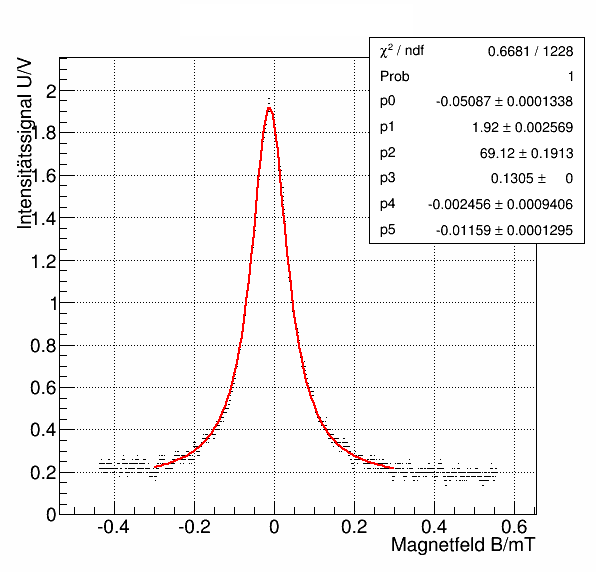 χ² / ndf 0.6681 / 1228
Prob 1
p0 -0.05087 ± 0.0001338
p1 1.92 ± 0.002569
p2 69.12 ± 0.1913
p3 0.1305 ± 0
p4 -0.002456 ± 0.0009406
p5 -0.01159 ± 0.0001295
Intensitätssignal U/V
2
1.8
1.6
1.4
1.2
1
0.8
0.6
0.4
0.2
0
-0.4 -0.2 0 0.2 0.4 0.6
Magnetfeld B/mT